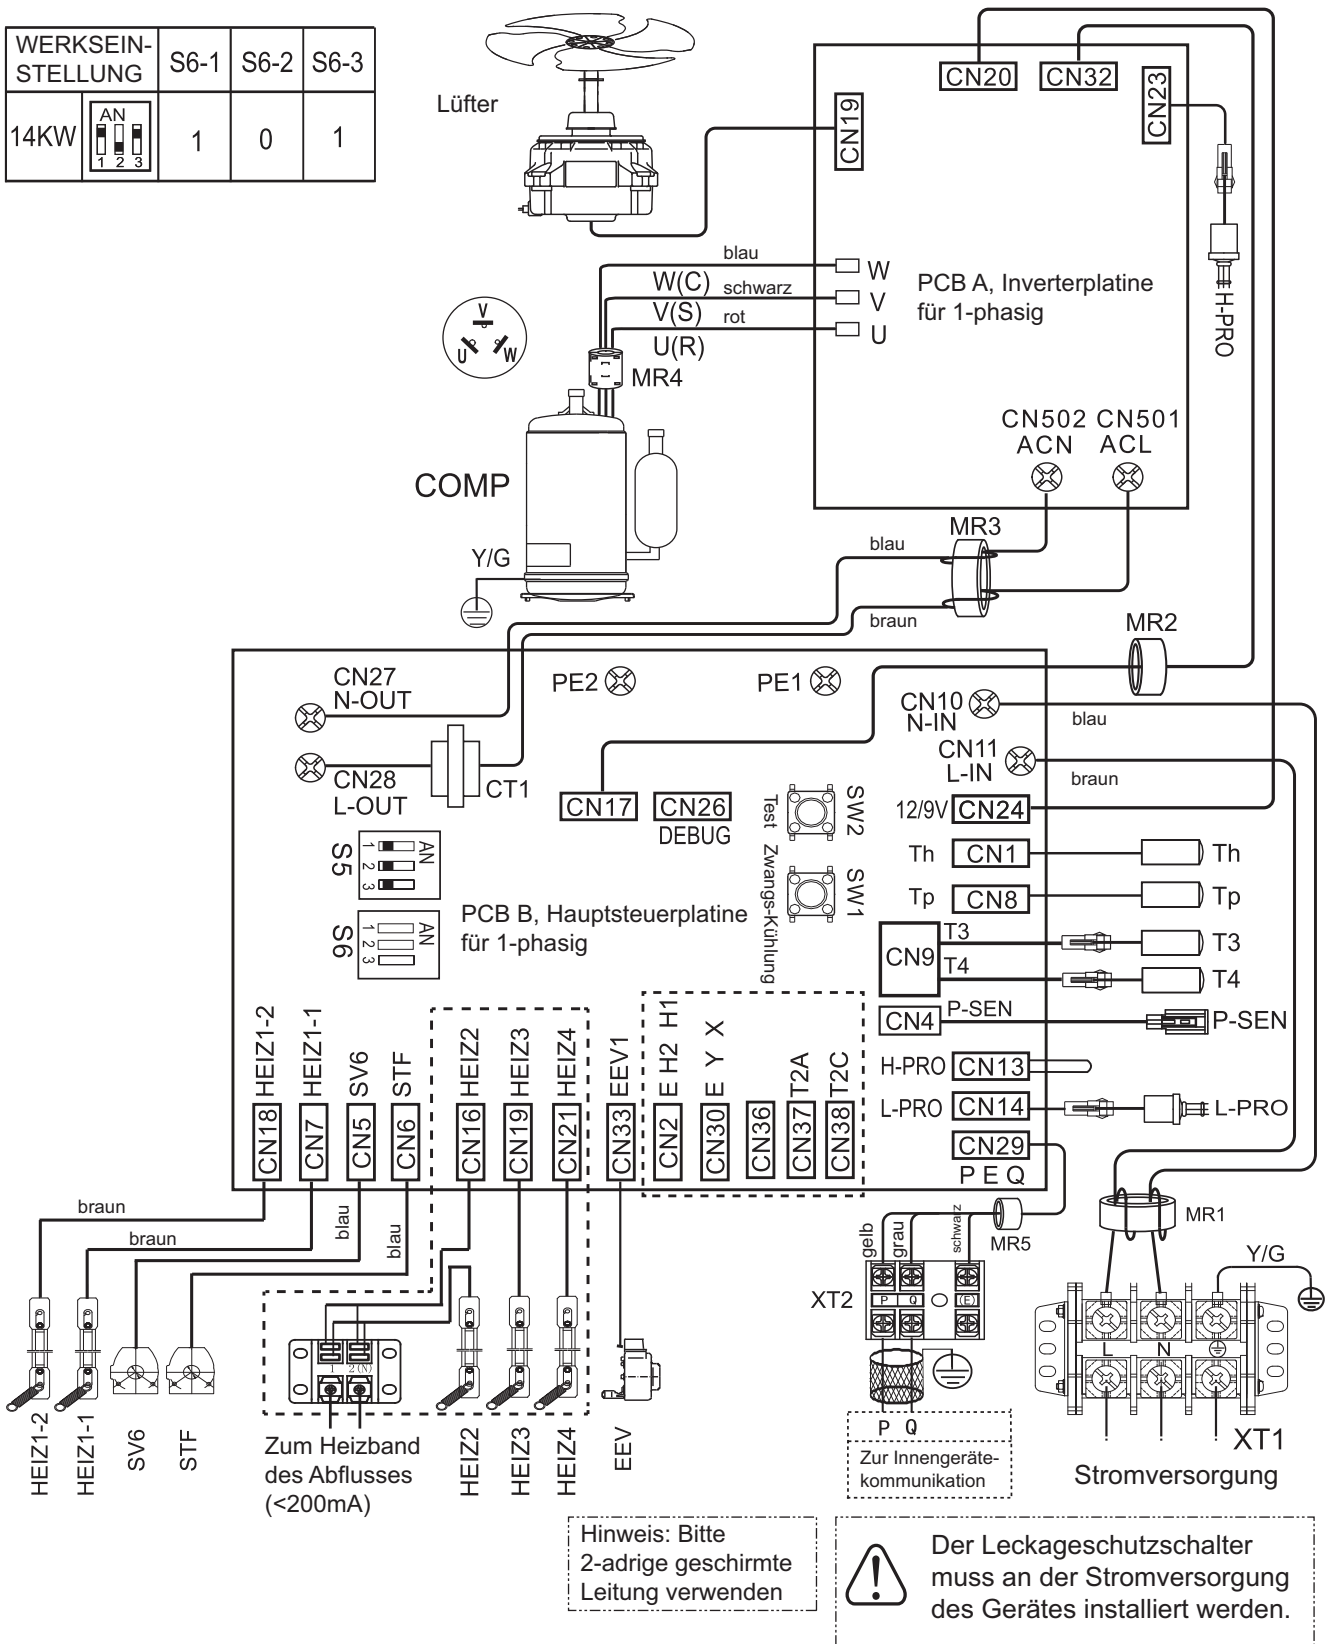 WERKSEIN-
STELLUNG
S6-1
S6-2
S6-3
14KW
AN
1 2 3
1
0
1
Lüfter
CN20
CN32
CN23
CN19
H-PRO
blau
W(C)
schwarz
V(S)
rot
U(R)
W
V
U
PCB A, Inverterplatine
für 1-phasig
V
U
W
MR4
COMP
Y/G
CN502
ACN
CN501
ACL
MR3
blau
braun
MR2
CN27
N-OUT
CN28
L-OUT
CT1
PE2
PE1
CN10
N-IN
blau
CN11
L-IN
braun
CN17
CN26
DEBUG
Test
SW2
Zwangs-Kühlung
SW1
12/9V
CN24
Th
CN1
Th
Tp
CN8
Tp
CN9
T3
T3
T4
T4
CN4
P-SEN
P-SEN
H-PRO
CN13
L-PRO
CN14
L-PRO
CN29
P E Q
S5
AN
1
2
3
S6
AN
1
2
3
PCB B, Hauptsteuerplatine
für 1-phasig
HEIZ1-2
HEIZ1-1
SV6
STF
HEIZ2
HEIZ3
HEIZ4
EEV1
E H2 H1
E Y X
T2A
T2C
CN18
CN7
CN5
CN6
CN16
CN19
CN21
CN33
CN2
CN30
CN36
CN37
CN38
braun
braun
blau
blau
gelb
grau
schwarz
MR5
MR1
Y/G
XT2
P
Q
(E)
1
2(N)
L
N
P Q
Zur Innengeräte-
kommunikation
XT1
Stromversorgung
HEIZ1-2
HEIZ1-1
SV6
STF
Zum Heizband
des Abflusses
(<200mA)
HEIZ2
HEIZ3
HEIZ4
EEV
Hinweis: Bitte
2-adrige geschirmte
Leitung verwenden
Der Leckageschutzschalter
muss an der Stromversorgung
des Gerätes installiert werden.